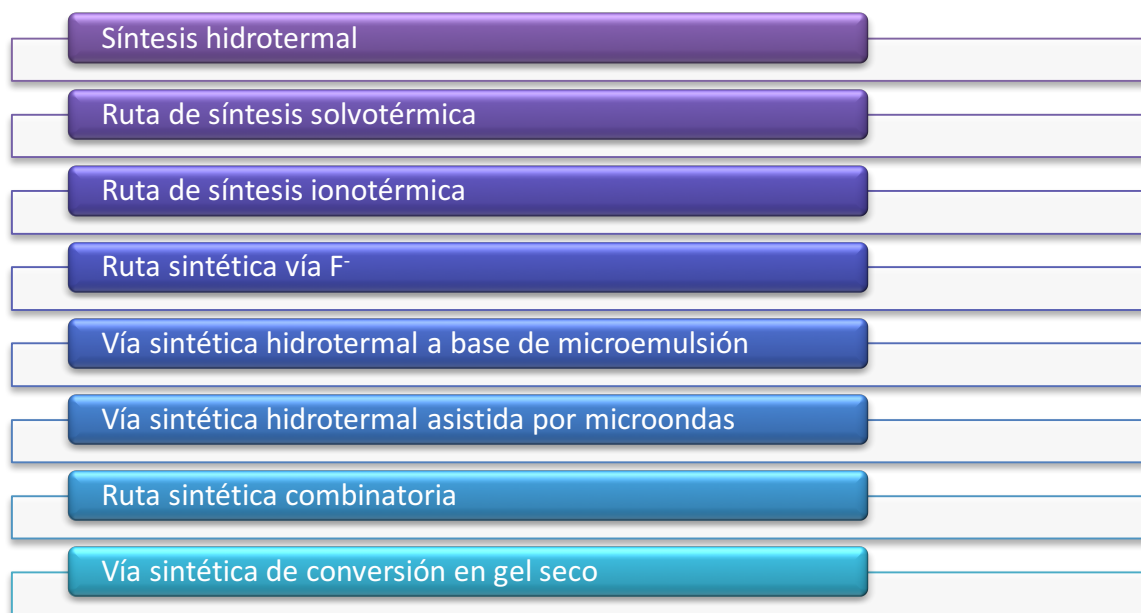 Síntesis hidrotermal
Ruta de síntesis solvotérmica
Ruta de síntesis ionotérmica
Ruta sintética vía F⁻
Vía sintética hidrotermal a base de microemulsión
Vía sintética hidrotermal asistida por microondas
Ruta sintética combinatoria
Vía sintética de conversión en gel seco